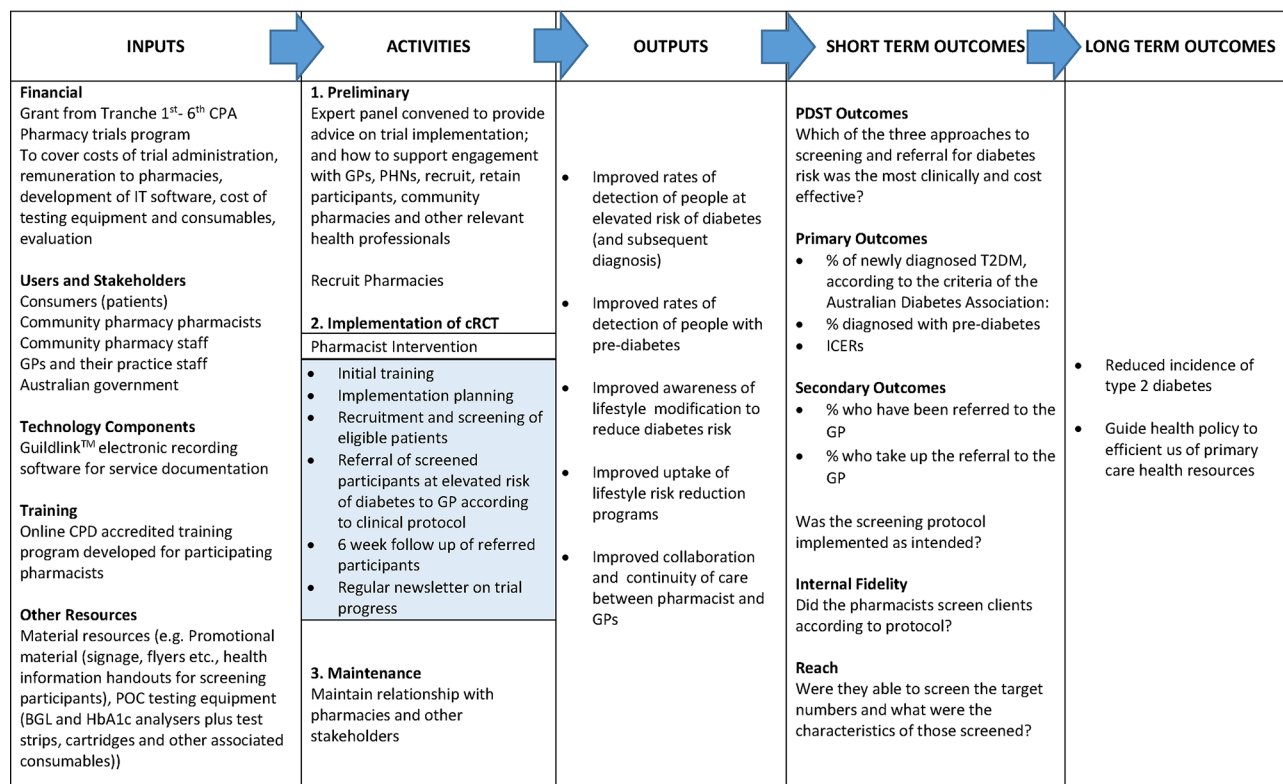 INPUTS
ACTIVITIES
OUTPUTS
SHORT TERM OUTCOMES
LONG TERM OUTCOMES
Financial
Grant from Tranche 1st- 6th CPA
Pharmacy trials program
To cover costs of trial administration,
remuneration to pharmacies,
development of IT software, cost of
testing equipment and consumables,
evaluation
Users and Stakeholders
Consumers (patients)
Community pharmacy pharmacists
Community pharmacy staff
GPs and their practice staff
Australian government
Technology Components
Guildlink™ electronic recording
software for service documentation
Training
Online CPD accredited training
program developed for participating
pharmacists
Other Resources
Material resources (e.g. Promotional
material (signage, flyers etc., health
information handouts for screening
participants), POC testing equipment
(BGL and HbA1c analysers plus test
strips, cartridges and other associated
consumables))
1. Preliminary
Expert panel convened to provide
advice on trial implementation;
and how to support engagement
with GPs, PHNs, recruit, retain
participants, community
pharmacies and other relevant
health professionals
Recruit Pharmacies
2. Implementation of cRCT
Pharmacist Intervention
• Initial training
• Implementation planning
• Recruitment and screening of
eligible patients
• Referral of screened
participants at elevated risk
of diabetes to GP according
to clinical protocol
• 6 week follow up of referred
participants
• Regular newsletter on trial
progress
3. Maintenance
Maintain relationship with
pharmacies and other
stakeholders
• Improved rates of
detection of people at
elevated risk of diabetes
(and subsequent
diagnosis)
• Improved rates of
detection of people with
pre-diabetes
• Improved awareness of
lifestyle modification to
reduce diabetes risk
• Improved uptake of
lifestyle risk reduction
programs
• Improved collaboration
and continuity of care
between pharmacist and
GPs
PDST Outcomes
Which of the three approaches to
screening and referral for diabetes
risk was the most clinically and cost
effective?
Primary Outcomes
• % of newly diagnosed T2DM,
according to the criteria of the
Australian Diabetes Association:
• % diagnosed with pre-diabetes
• ICERs
Secondary Outcomes
• % who have been referred to the
GP
• % who take up the referral to the
GP
Was the screening protocol
implemented as intended?
Internal Fidelity
Did the pharmacists screen clients
according to protocol?
Reach
Were they able to screen the target
numbers and what were the
characteristics of those screened?
• Reduced incidence of
type 2 diabetes
• Guide health policy to
efficient us of primary
care health resources